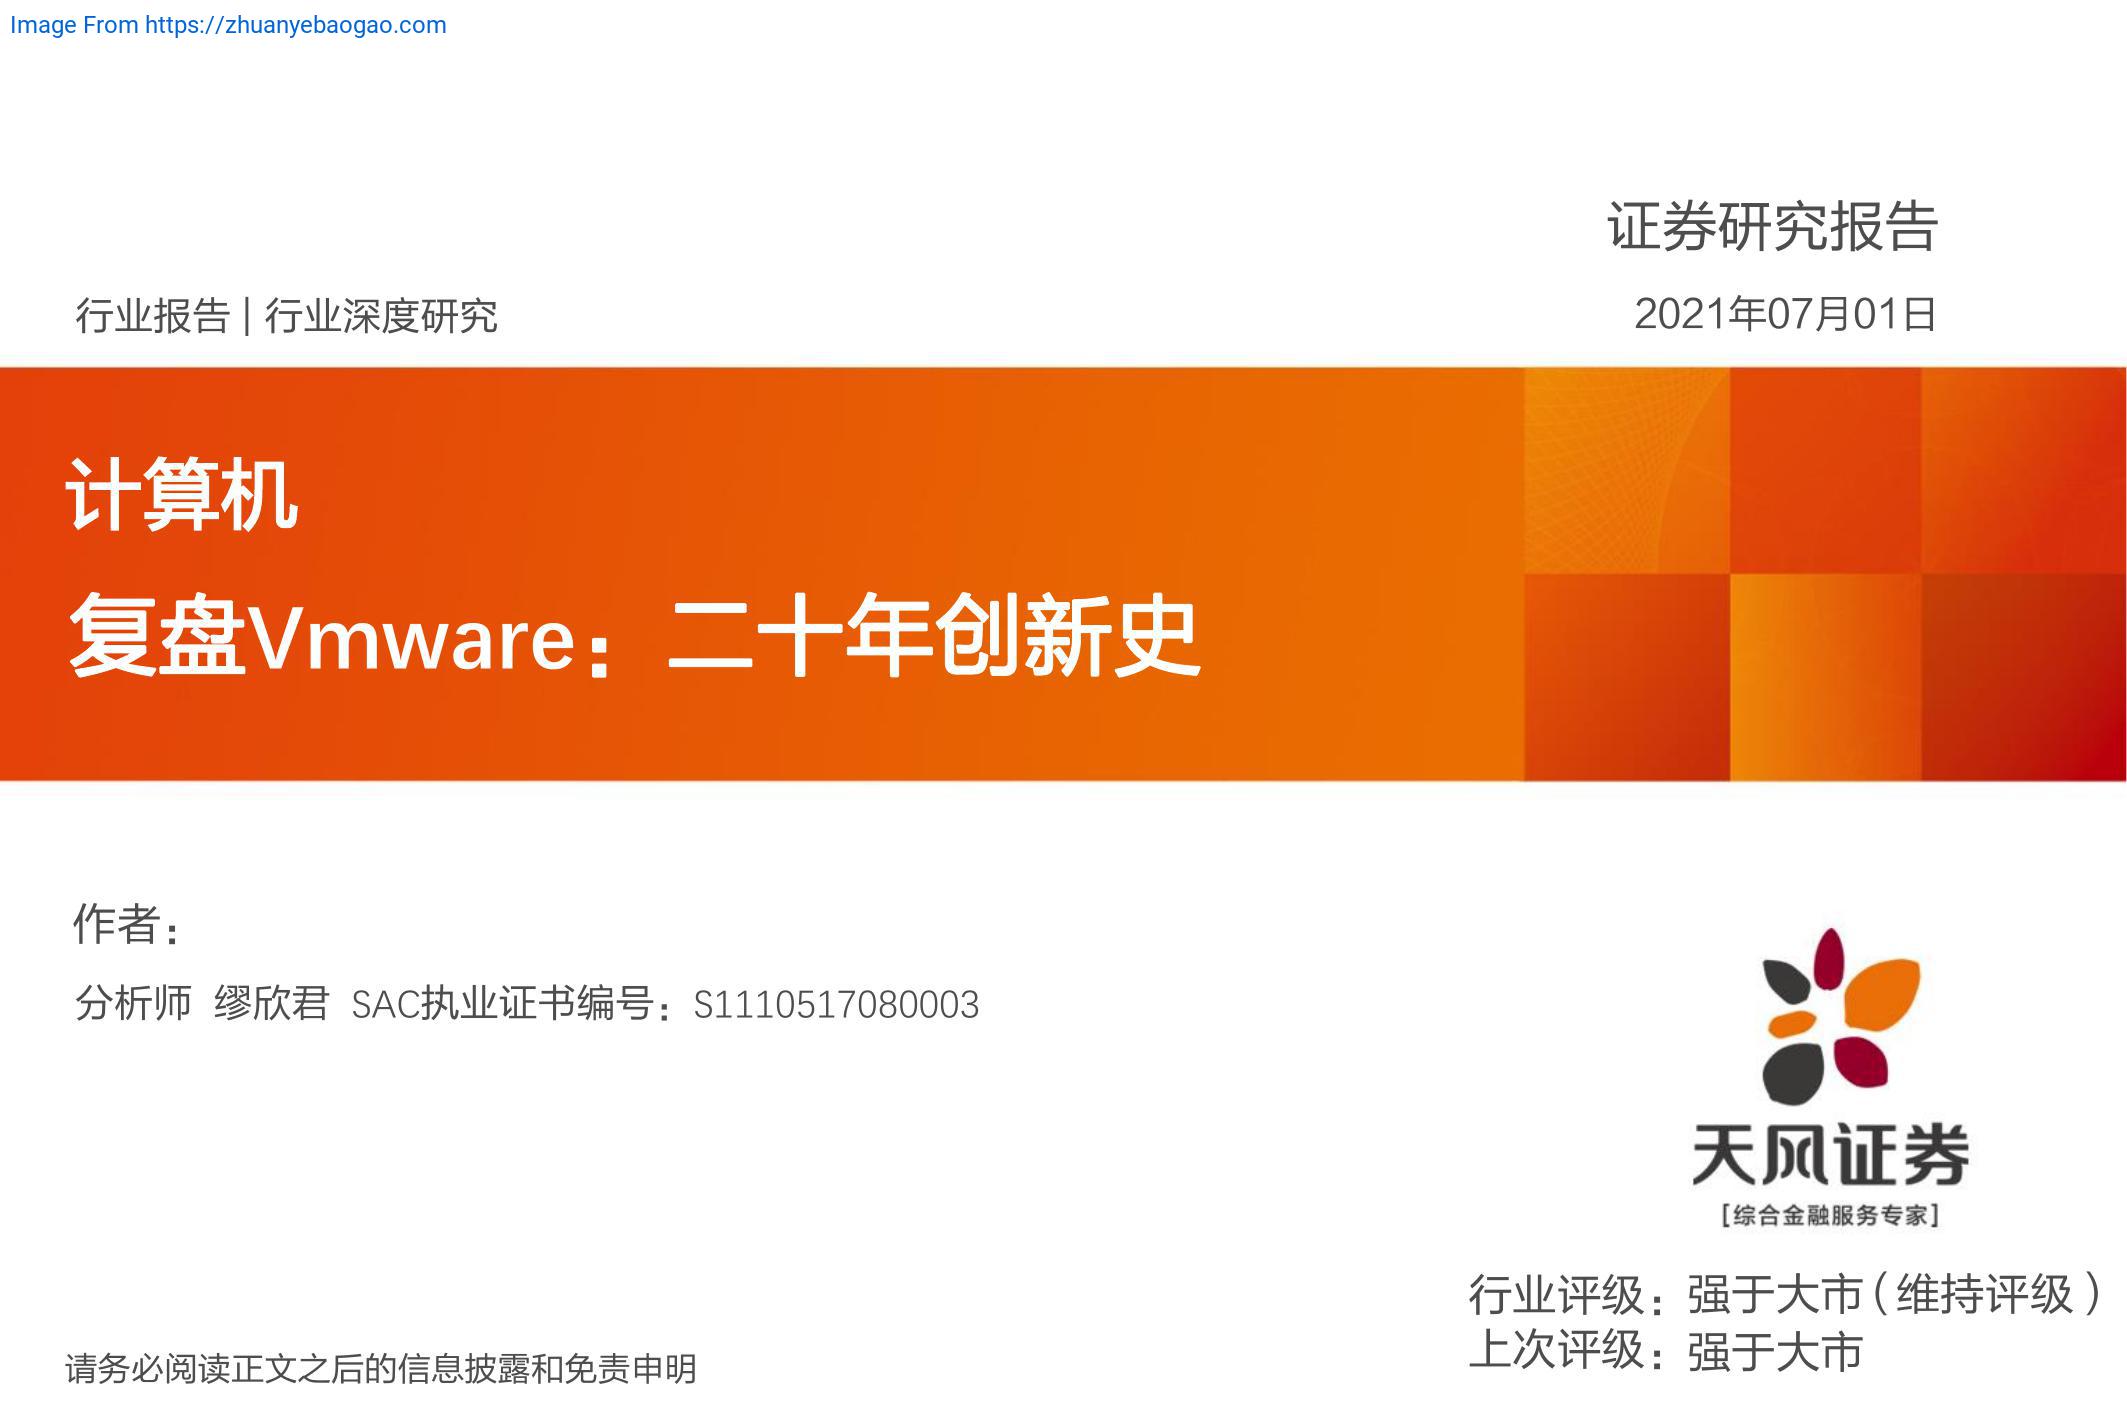 Image From https://zhuanyebaogao.com
证券研究报告
行业报告 | 行业深度研究
2021年07月01日
计算机
复盘Vmware：二十年创新史
作者：
分析师 缪欣君 SAC执业证书编号：S1110517080003
天风证券
[综合金融服务专家]
行业评级：强于大市（维持评级）
上次评级：强于大市
请务必阅读正文之后的信息披露和免责申明